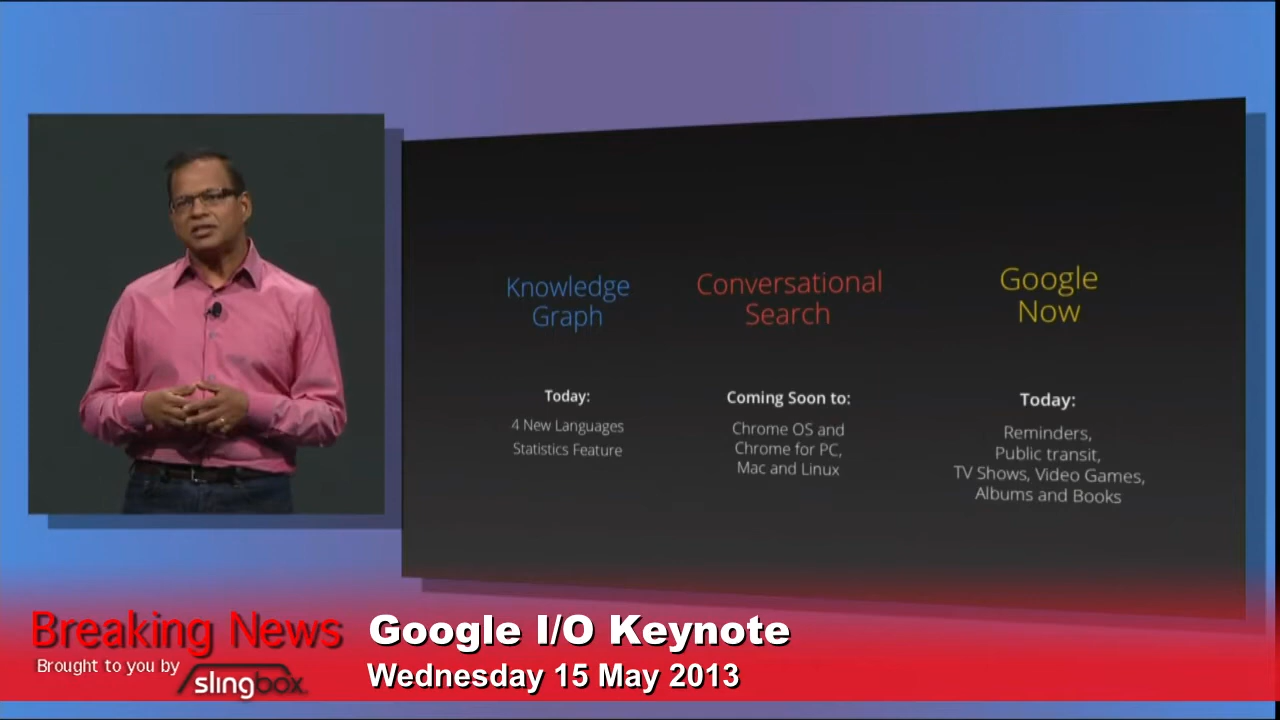 Knowledge
Graph
Today:
4 New Languages
Statistics Feature
Conversational
Search
Coming Soon to:
Chrome OS and
Chrome for PC,
Mac and Linux
Google
Now
Today:
Reminders,
Public transit,
TV Shows, Video Games,
Albums and Books
Breaking News
Brought to you by
slingbox
Google I/O Keynote
Wednesday 15 May 2013